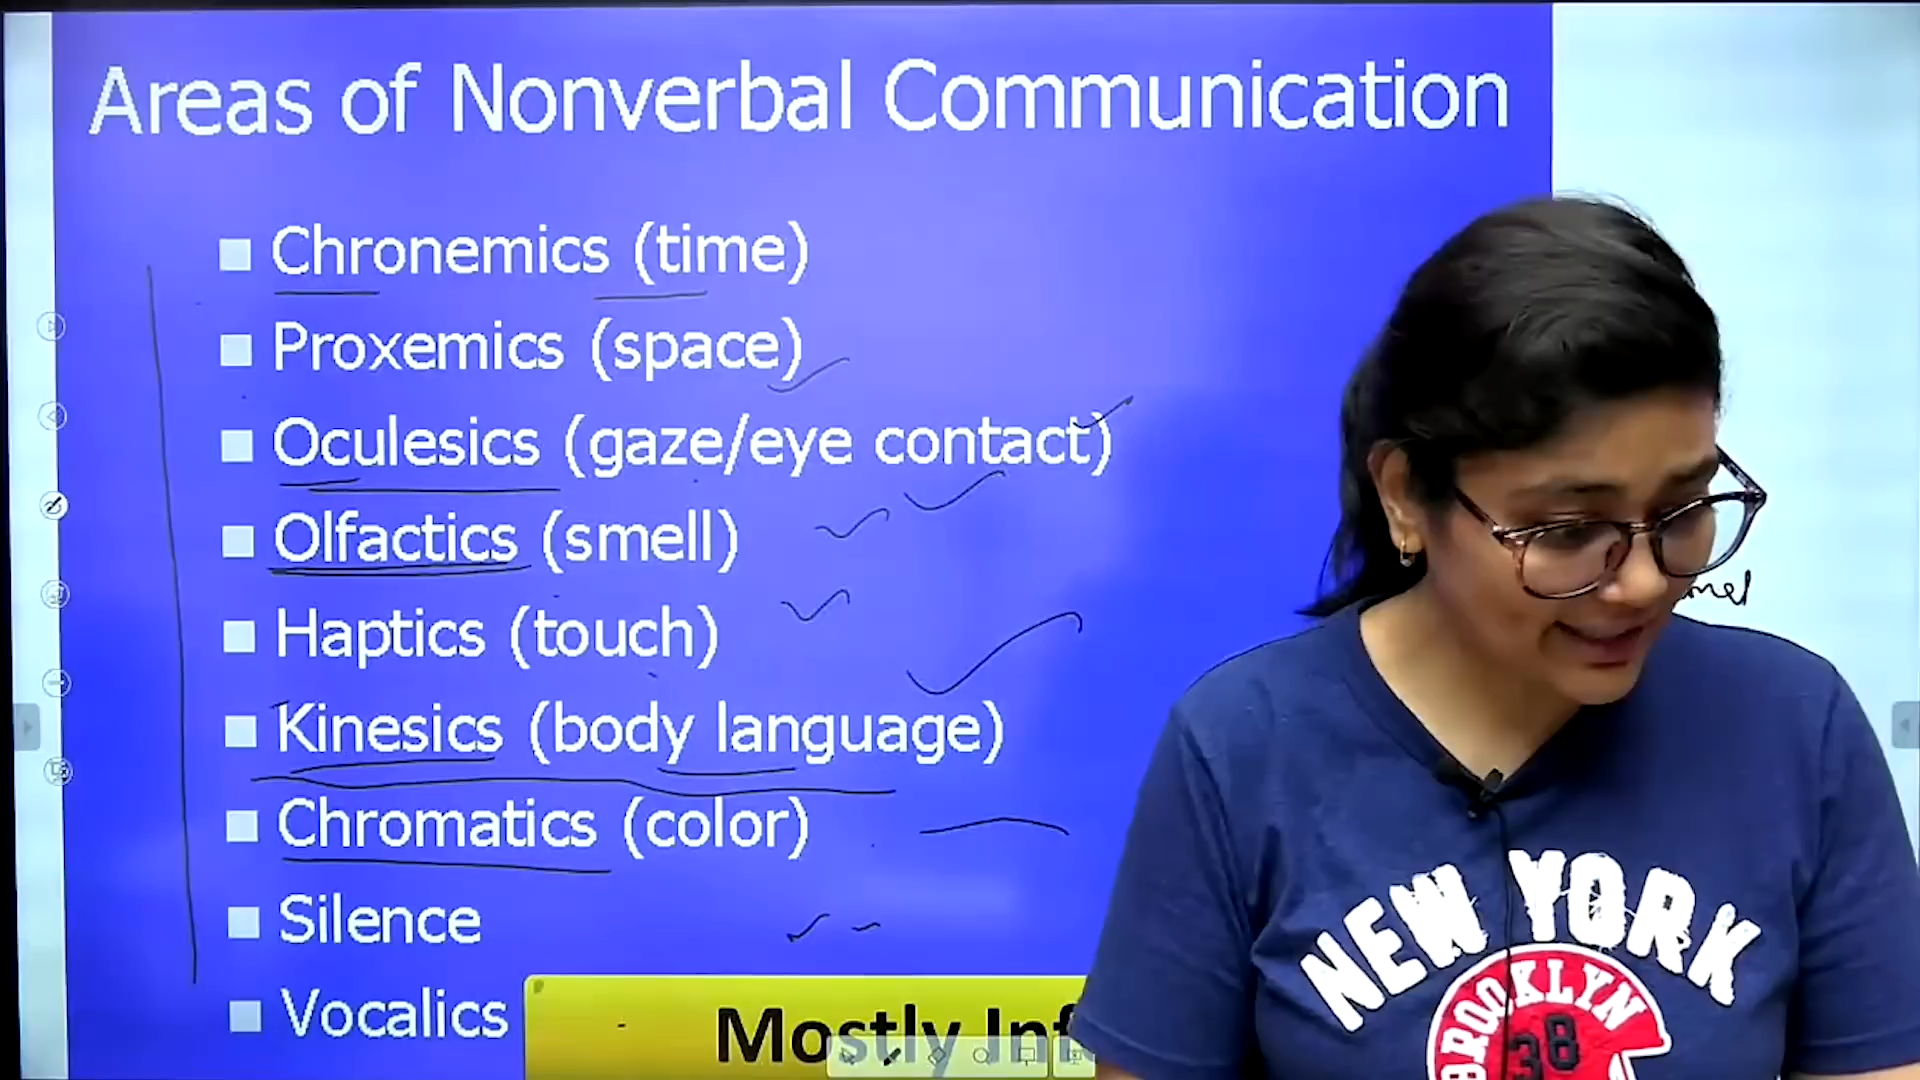 Areas of Nonverbal Communication
Chronemics (time)
Proxemics (space)
Oculesics (gaze/eye contact)
Olfactics (smell)
Haptics (touch)
Kinesics (body language)
Chromatics (color)
Silence
Vocalics
Mostly
NEW YORK
BROOKLYN
38